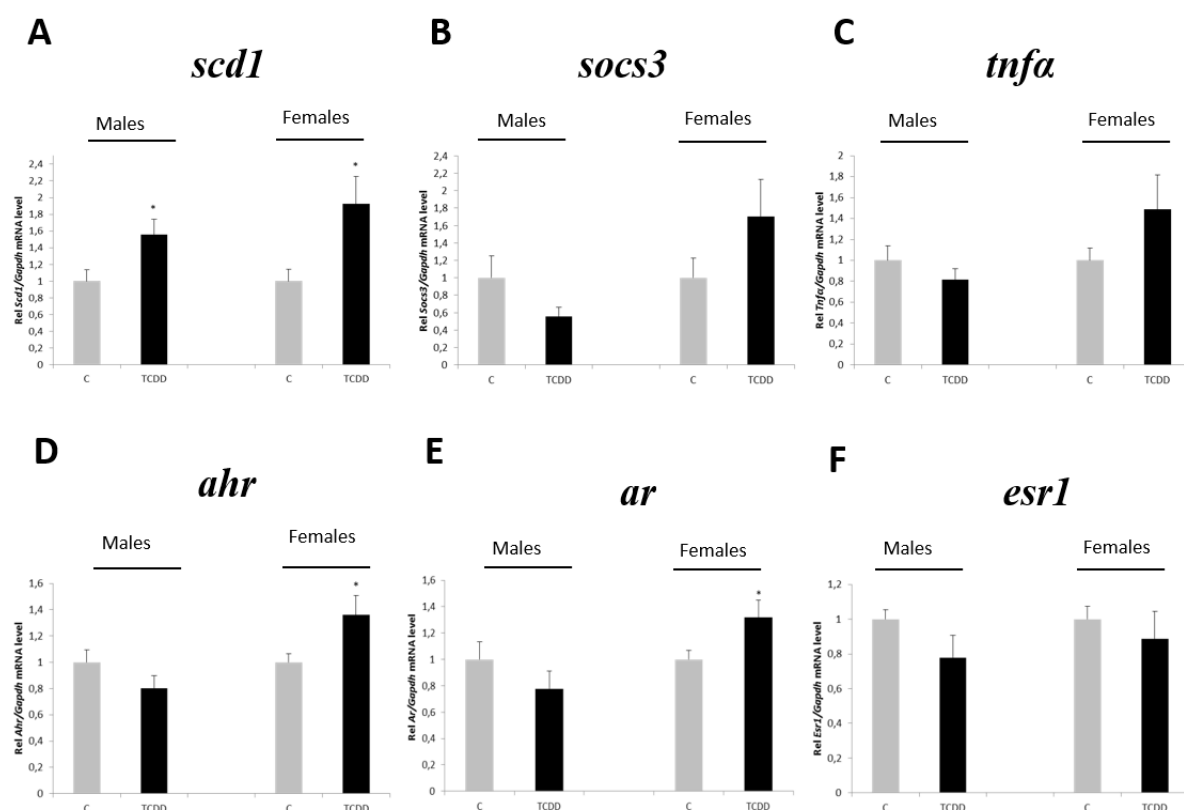 A
scd1
Males
Females
Rel Scd1/Gapdh mRNA level
2,4
2,2
2
1,8
1,6
1,4
1,2
1
0,8
0,6
0,4
0,2
0
*
*
C
TCDD
C
TCDD
B
socs3
Males
Females
Rel Socs3/Gapdh mRNA level
2,4
2,2
2
1,8
1,6
1,4
1,2
1
0,8
0,6
0,4
0,2
0
C
TCDD
C
TCDD
C
tnfα
Males
Females
Rel Tnfα/Gapdh mRNA level
2
1,8
1,6
1,4
1,2
1
0,8
0,6
0,4
0,2
0
C
TCDD
C
TCDD
D
ahr
Males
Females
Rel Ahr/Gapdh mRNA level
1,6
1,4
1,2
1
0,8
0,6
0,4
0,2
0
*
C
TCDD
C
TCDD
E
ar
Males
Females
Rel Ar/Gapdh mRNA level
1,6
1,4
1,2
1
0,8
0,6
0,4
0,2
0
*
C
TCDD
C
TCDD
F
esr1
Males
Females
Rel Esr1/Gapdh mRNA level
1,2
1
0,8
0,6
0,4
0,2
0
C
TCDD
C
TCDD